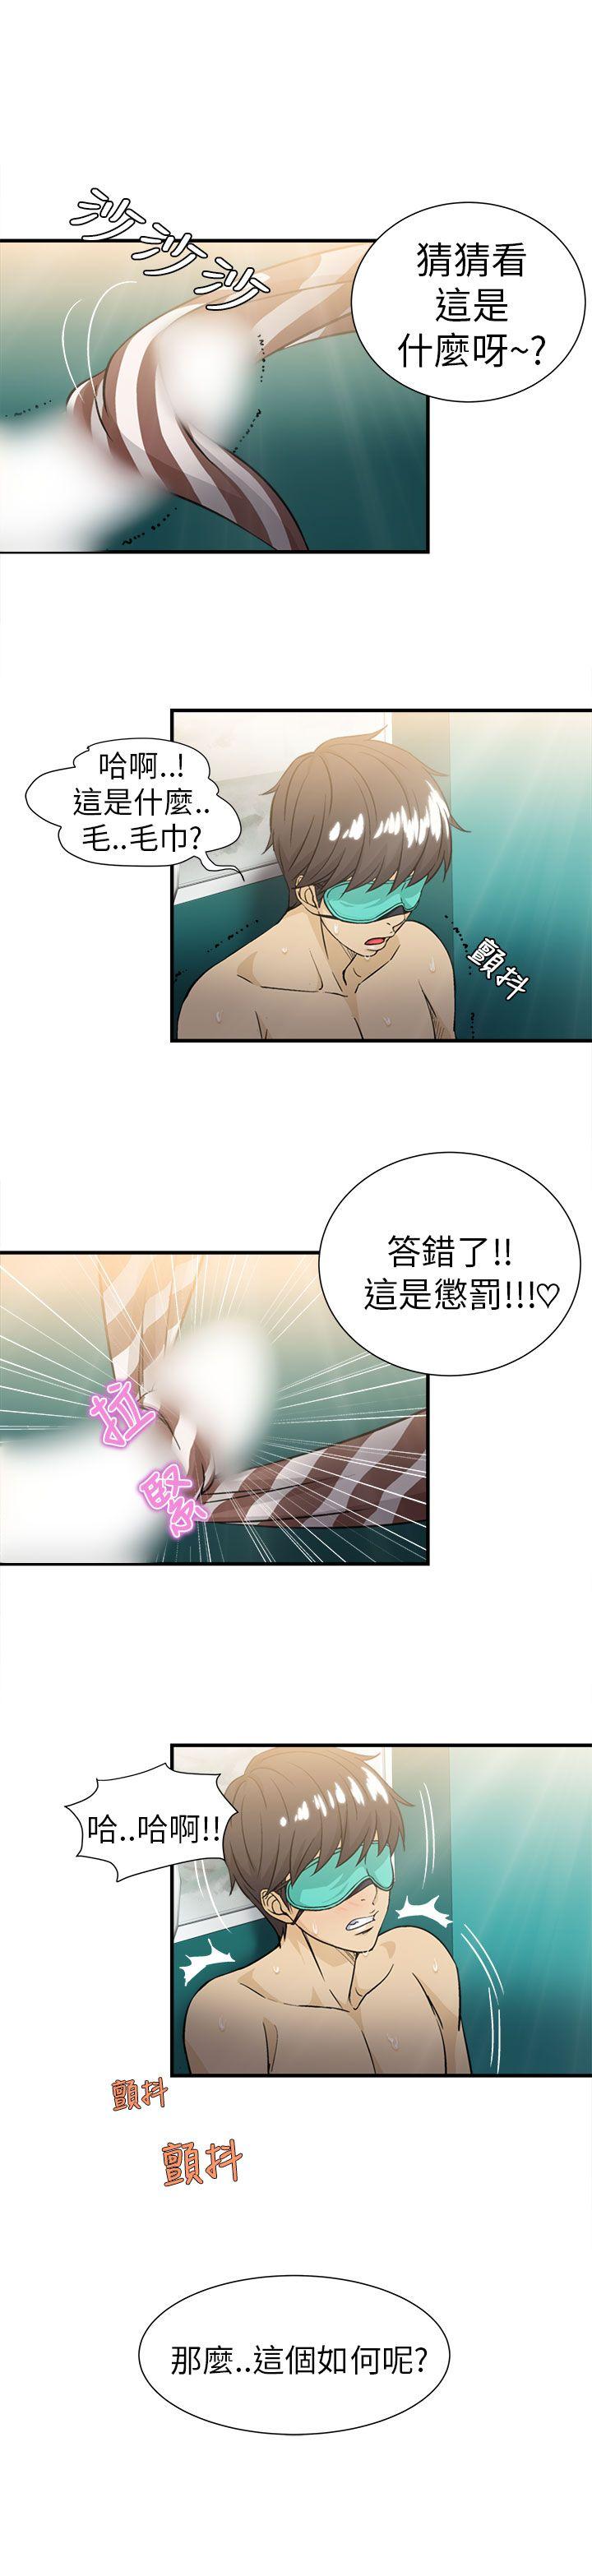 沙沙沙
猜猜看
這是
什麼呀~?
哈啊..!
這是什麼..
毛..毛巾?
顫抖
答錯了!!
這是懲罰!!!♡
拉
緊
哈..哈啊!!
顫抖
顫抖
那麼..這個如何呢?